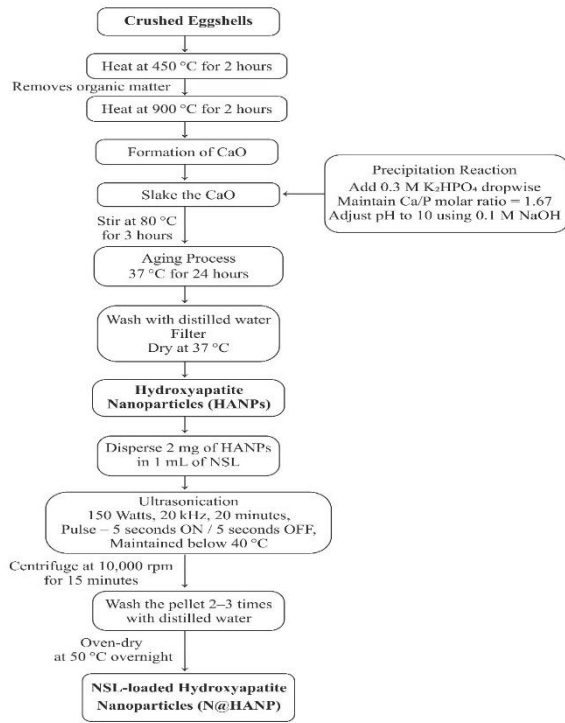 Crushed Eggshells
Heat at 450 °C for 2 hours
Removes organic matter
Heat at 900 °C for 2 hours
Formation of CaO
Precipitation Reaction
Add 0.3 M K₂HPO₄ dropwise
Maintain Ca/P molar ratio = 1.67
Adjust pH to 10 using 0.1 M NaOH
Slake the CaO
Stir at 80 °C
for 3 hours
Aging Process
37 °C for 24 hours
Wash with distilled water
Filter
Dry at 37 °C
Hydroxyapatite
Nanoparticles (HANPs)
Disperse 2 mg of HANPs
in 1 mL of NSL
Ultrasonication
150 Watts, 20 kHz, 20 minutes,
Pulse – 5 seconds ON / 5 seconds OFF,
Maintained below 40 °C
Centrifuge at 10,000 rpm
for 15 minutes
Wash the pellet 2–3 times
with distilled water
Oven-dry
at 50 °C overnight
NSL-loaded Hydroxyapatite
Nanoparticles (N@HANP)